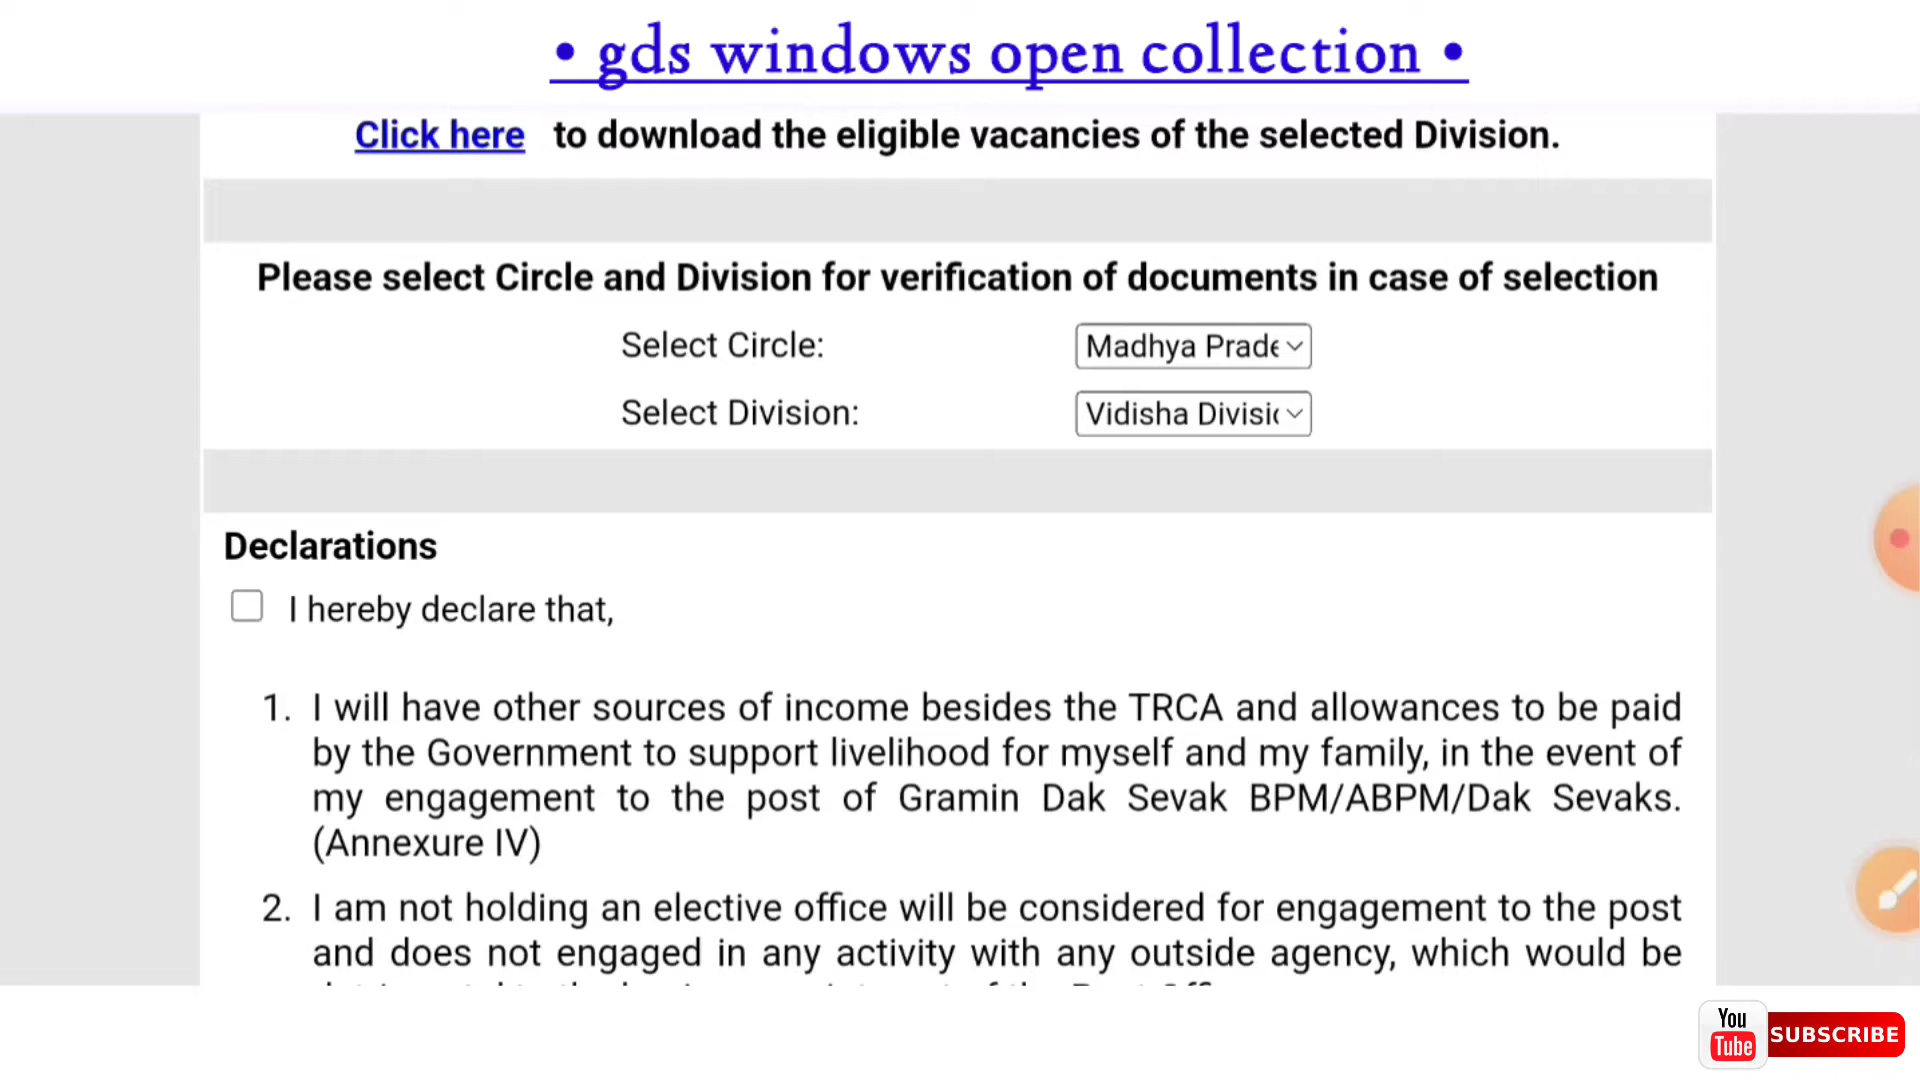 • gds windows open collection •
Click here to download the eligible vacancies of the selected Division.
Please select Circle and Division for verification of documents in case of selection
Select Circle: Madhya Prade
Select Division: Vidisha Divisi
Declarations
I hereby declare that,
1. I will have other sources of income besides the TRCA and allowances to be paid
by the Government to support livelihood for myself and my family, in the event of
my engagement to the post of Gramin Dak Sevak BPM/ABPM/Dak Sevaks.
(Annexure IV)
2. I am not holding an elective office will be considered for engagement to the post
and does not engaged in any activity with any outside agency, which would be
You
Tube SUBSCRIBE